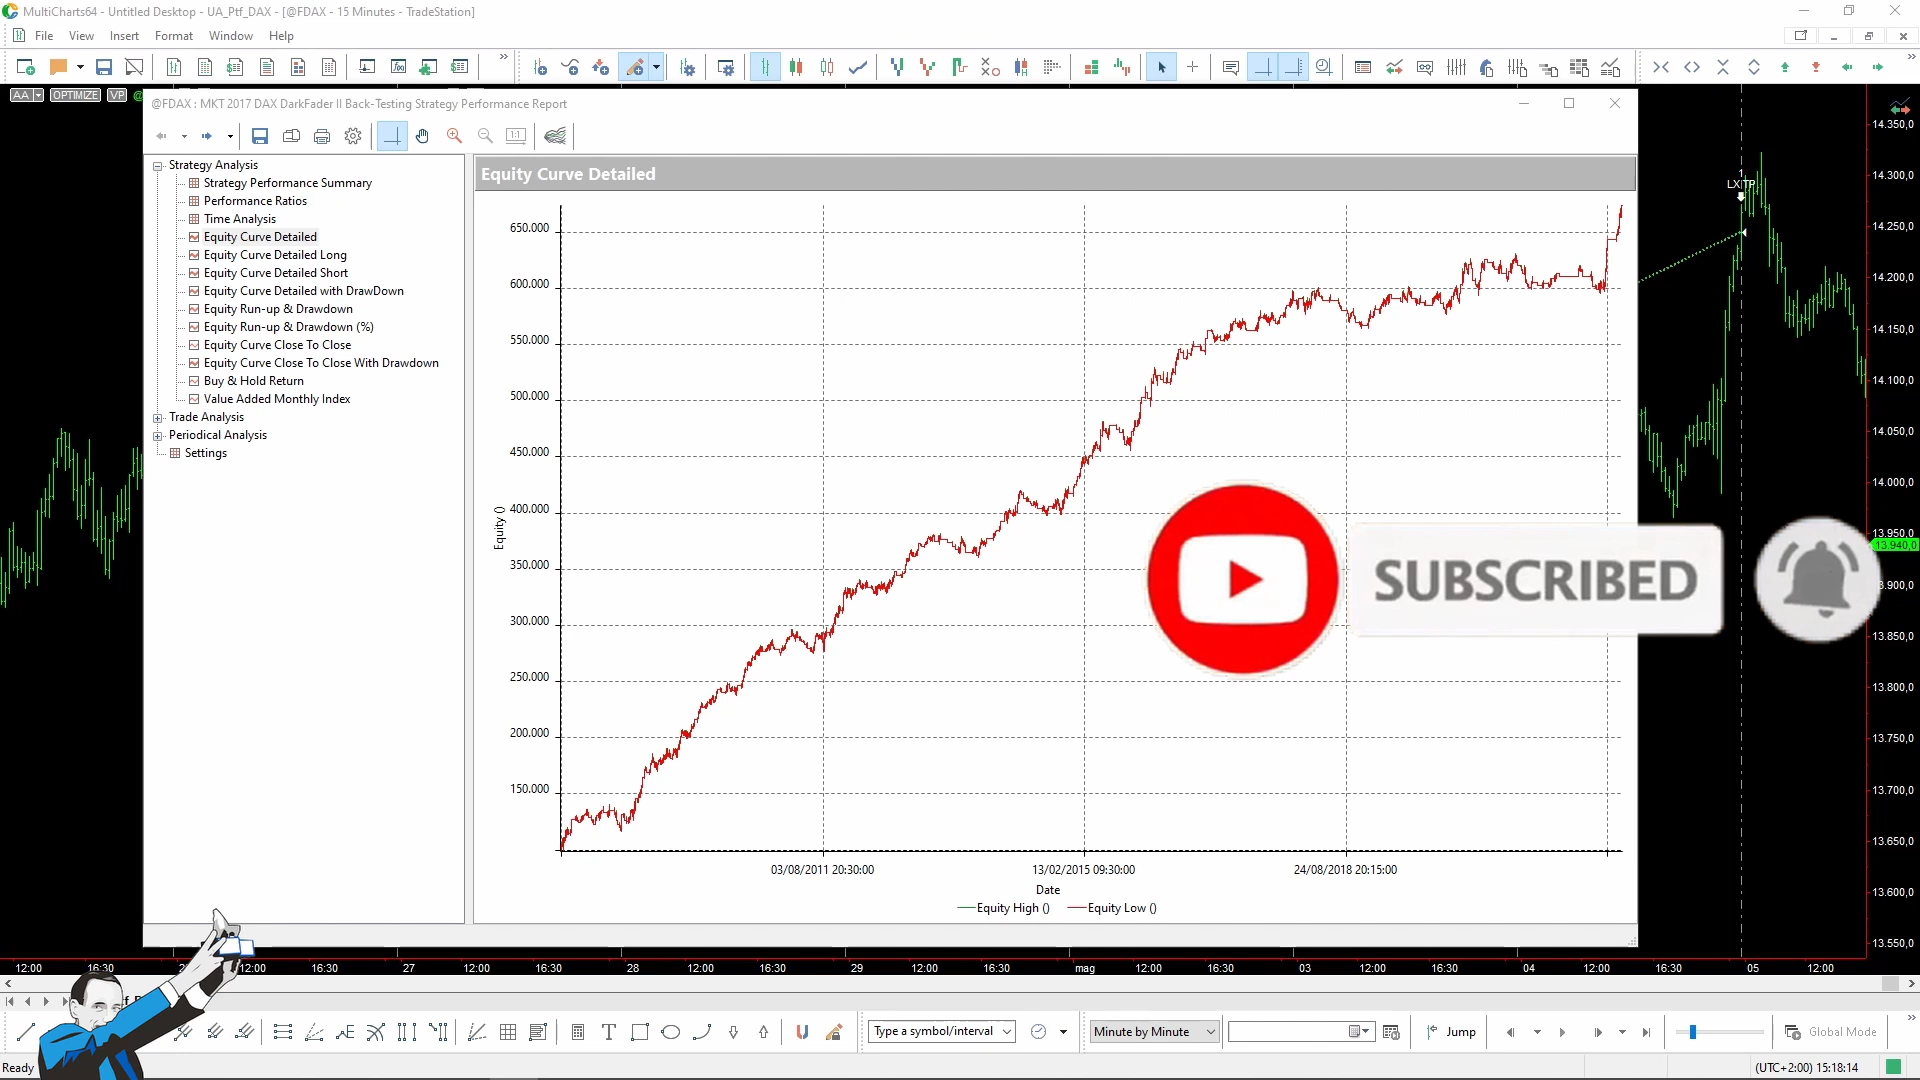 MultiCharts64 - Untitled Desktop - UA_Ptf_DAX - [@FDAX - 15 Minutes - TradeStation]
File View Insert Format Window Help
AA OPTIMIZE VP @
@FDAX : MKT 2017 DAX DarkFader II Back-Testing Strategy Performance Report
1:1
Strategy Analysis
Strategy Performance Summary
Performance Ratios
Time Analysis
Equity Curve Detailed
Equity Curve Detailed Long
Equity Curve Detailed Short
Equity Curve Detailed with DrawDown
Equity Run-up & Drawdown
Equity Run-up & Drawdown (%)
Equity Curve Close To Close
Equity Curve Close To Close With Drawdown
Buy & Hold Return
Value Added Monthly Index
Trade Analysis
Periodical Analysis
Settings
Equity Curve Detailed
650.000
600.000
550.000
500.000
450.000
400.000
350.000
300.000
250.000
200.000
150.000
Equity ()
03/08/2011 20:30:00 13/02/2015 09:30:00 24/08/2018 20:15:00
Date
Equity High () Equity Low ()
SUBSCRIBED
1
LX TP
14.350,0
14.300,0
14.250,0
14.200,0
14.150,0
14.100,0
14.050,0
14.000,0
13.950,0
13.940,0
13.900,0
13.850,0
13.800,0
13.750,0
13.700,0
13.650,0
13.600,0
13.550,0
12:00 16:30 12:00 16:30 27 12:00 16:30 28 12:00 16:30 29 12:00 16:30 mag 12:00 16:30 03 12:00 16:30 04 12:00 16:30 05 12:00
Type a symbol/interval Minute by Minute Jump Global Mode
Ready (UTC+2:00) 15:18:14